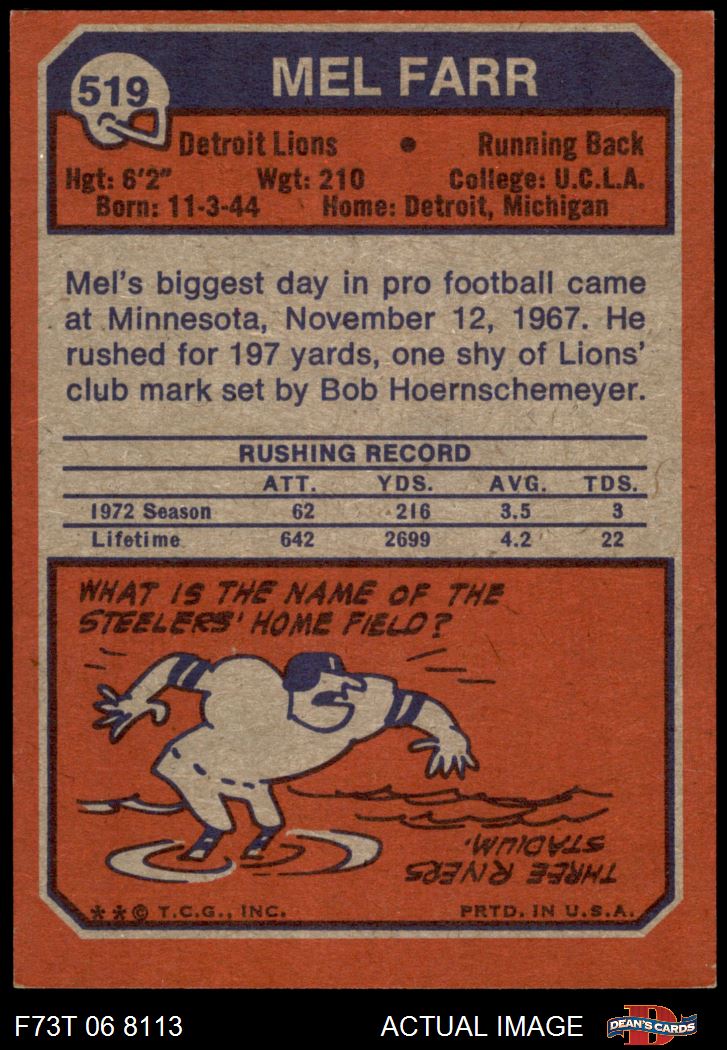 519
MEL FARR
Detroit Lions • Running Back
Hgt: 6'2" Wgt: 210 College: U.C.L.A.
Born: 11-3-44 Home: Detroit, Michigan
Mel's biggest day in pro football came
at Minnesota, November 12, 1967. He
rushed for 197 yards, one shy of Lions'
club mark set by Bob Hoernschemeyer.
RUSHING RECORD
ATT. YDS. AVG. TDS.
1972 Season 62 216 3.5 3
Lifetime 642 2699 4.2 22
WHAT IS THE NAME OF THE
STEELERS' HOME FIELD?
THREE RIVERS
STADIUM.
**© T.C.G., INC. PRTD. IN U.S.A.
F73T 06 8113 ACTUAL IMAGE D DEAN'S CARDS